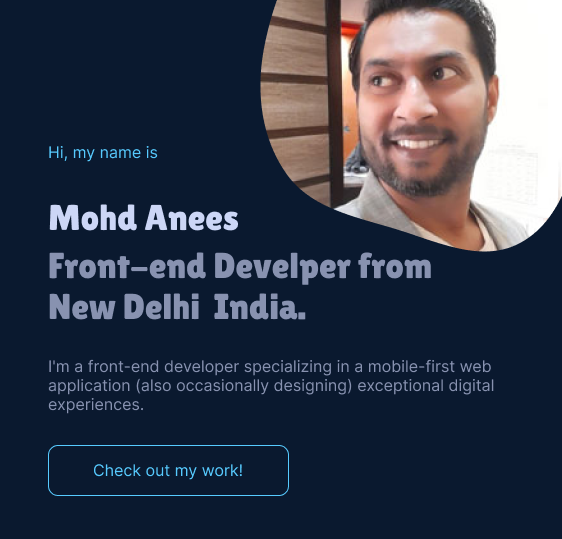 Hi, my name is
Mohd Anees
Front-end Develper from
New Delhi India.
I'm a front-end developer specializing in a mobile-first web
application (also occasionally designing) exceptional digital
experiences.
Check out my work!